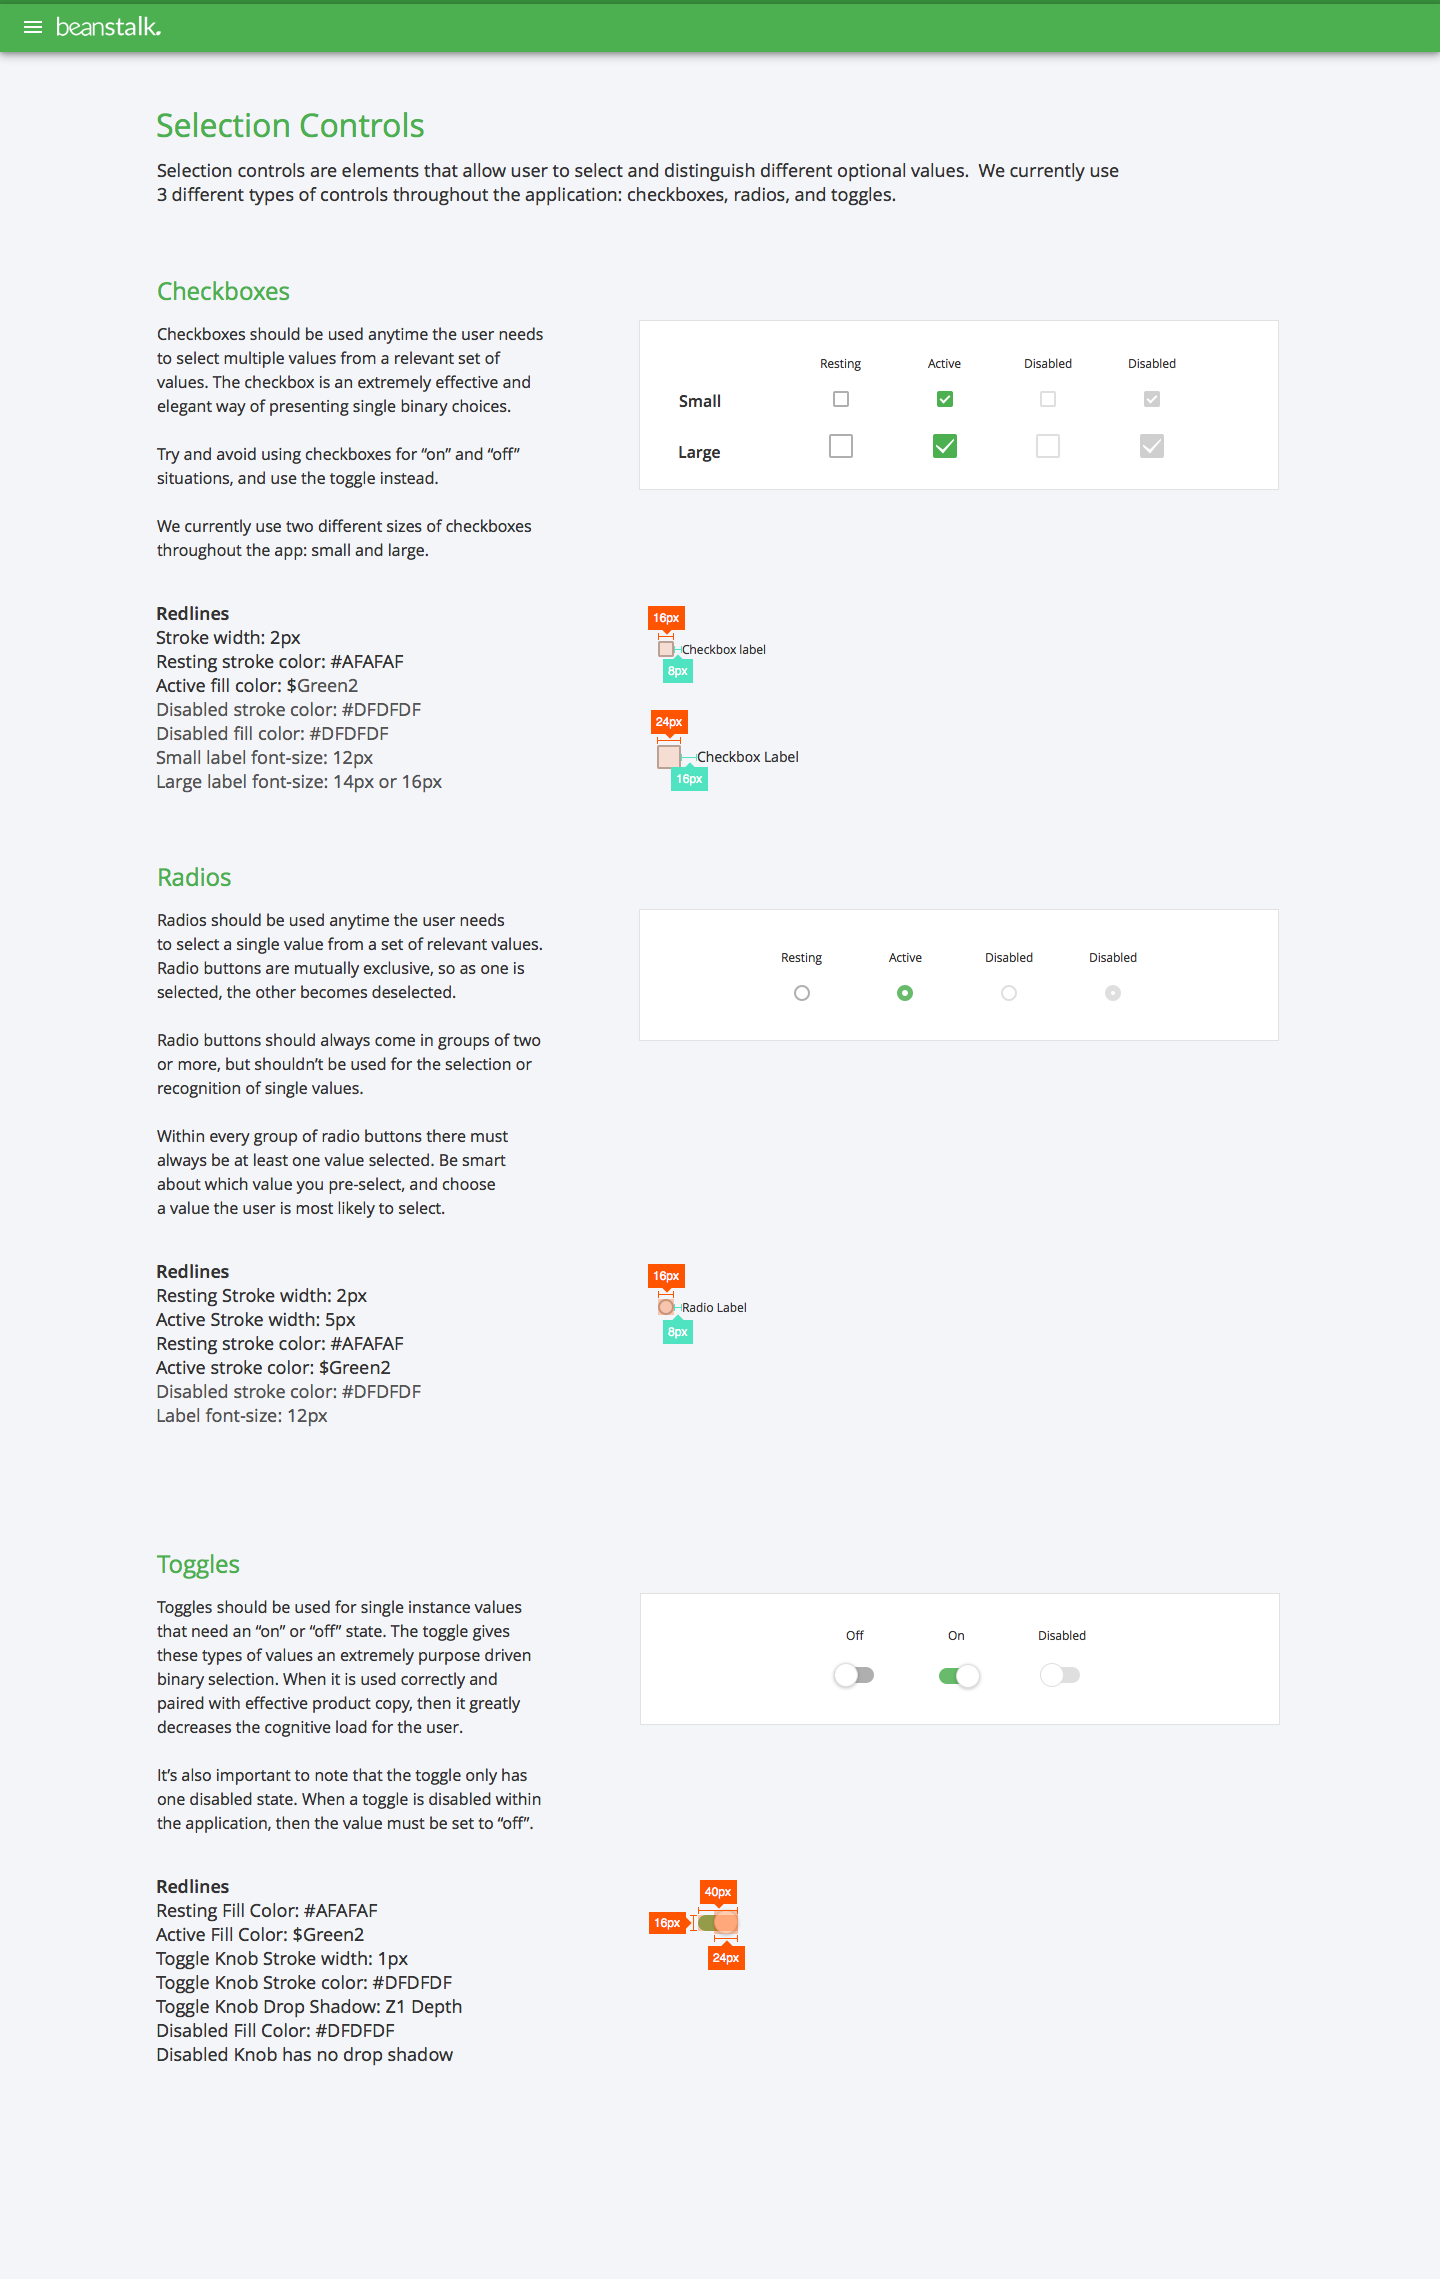 beanstalk.
Selection Controls
Selection controls are elements that allow user to select and distinguish different optional values.  We currently use
3 different types of controls throughout the application: checkboxes, radios, and toggles.
Checkboxes
Checkboxes should be used anytime the user needs
to select multiple values from a relevant set of
values. The checkbox is an extremely effective and
elegant way of presenting single binary choices.
Try and avoid using checkboxes for “on” and “off”
situations, and use the toggle instead.
We currently use two different sizes of checkboxes
throughout the app: small and large.
Resting Active Disabled Disabled
Small
Large
Redlines
Stroke width: 2px
Resting stroke color: #AFAFAF
Active fill color: $Green2
Disabled stroke color: #DFDFDF
Disabled fill color: #DFDFDF
Small label font-size: 12px
Large label font-size: 14px or 16px
16px
Checkbox label
8px
24px
Checkbox Label
16px
Radios
Radios should be used anytime the user needs
to select a single value from a set of relevant values.
Radio buttons are mutually exclusive, so as one is
selected, the other becomes deselected.
Radio buttons should always come in groups of two
or more, but shouldn’t be used for the selection or
recognition of single values.
Within every group of radio buttons there must
always be at least one value selected. Be smart
about which value you pre-select, and choose
a value the user is most likely to select.
Resting Active Disabled Disabled
Redlines
Resting Stroke width: 2px
Active Stroke width: 5px
Resting stroke color: #AFAFAF
Active stroke color: $Green2
Disabled stroke color: #DFDFDF
Label font-size: 12px
16px
Radio Label
8px
Toggles
Toggles should be used for single instance values
that need an “on” or “off” state. The toggle gives
these types of values an extremely purpose driven
binary selection. When it is used correctly and
paired with effective product copy, then it greatly
decreases the cognitive load for the user.
It’s also important to note that the toggle only has
one disabled state. When a toggle is disabled within
the application, then the value must be set to “off”.
Off On Disabled
Redlines
Resting Fill Color: #AFAFAF
Active Fill Color: $Green2
Toggle Knob Stroke width: 1px
Toggle Knob Stroke color: #DFDFDF
Toggle Knob Drop Shadow: Z1 Depth
Disabled Fill Color: #DFDFDF
Disabled Knob has no drop shadow
40px
16px
24px